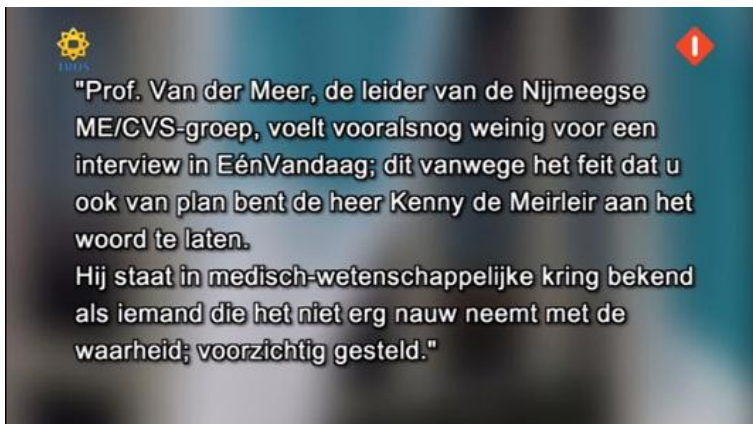 TROS
1
"Prof. Van der Meer, de leider van de Nijmeegse
ME/CVS-groep, voelt vooralsnog weinig voor een
interview in EénVandaag; dit vanwege het feit dat u
ook van plan bent de heer Kenny de Meirleir aan het
woord te laten.
Hij staat in medisch-wetenschappelijke kring bekend
als iemand die het niet erg nauw neemt met de
waarheid; voorzichtig gesteld."